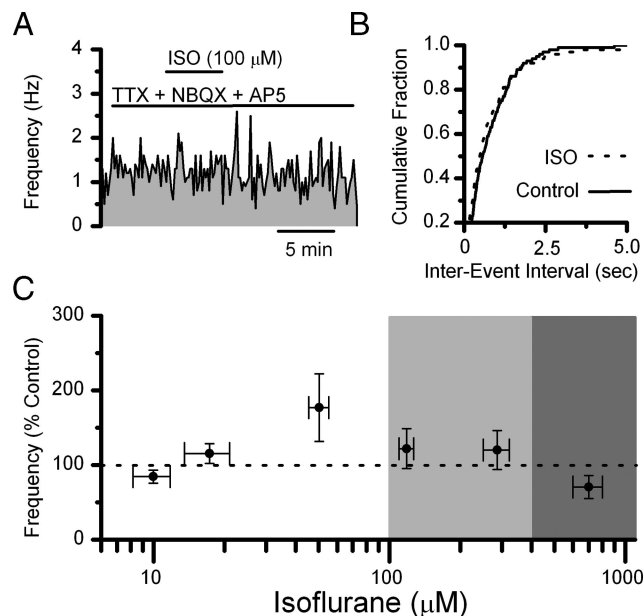 A
ISO (100 μM)
TTX + NBQX + AP5
4
3
2
1
0
Frequency (Hz)
5 min
B
1.0
0.8
0.6
0.4
0.2
Cumulative Fraction
ISO
Control
0
2.5
5.0
Inter-Event Interval (sec)
C
300
200
100
0
Frequency (% Control)
10
100
1000
Isoflurane (μM)